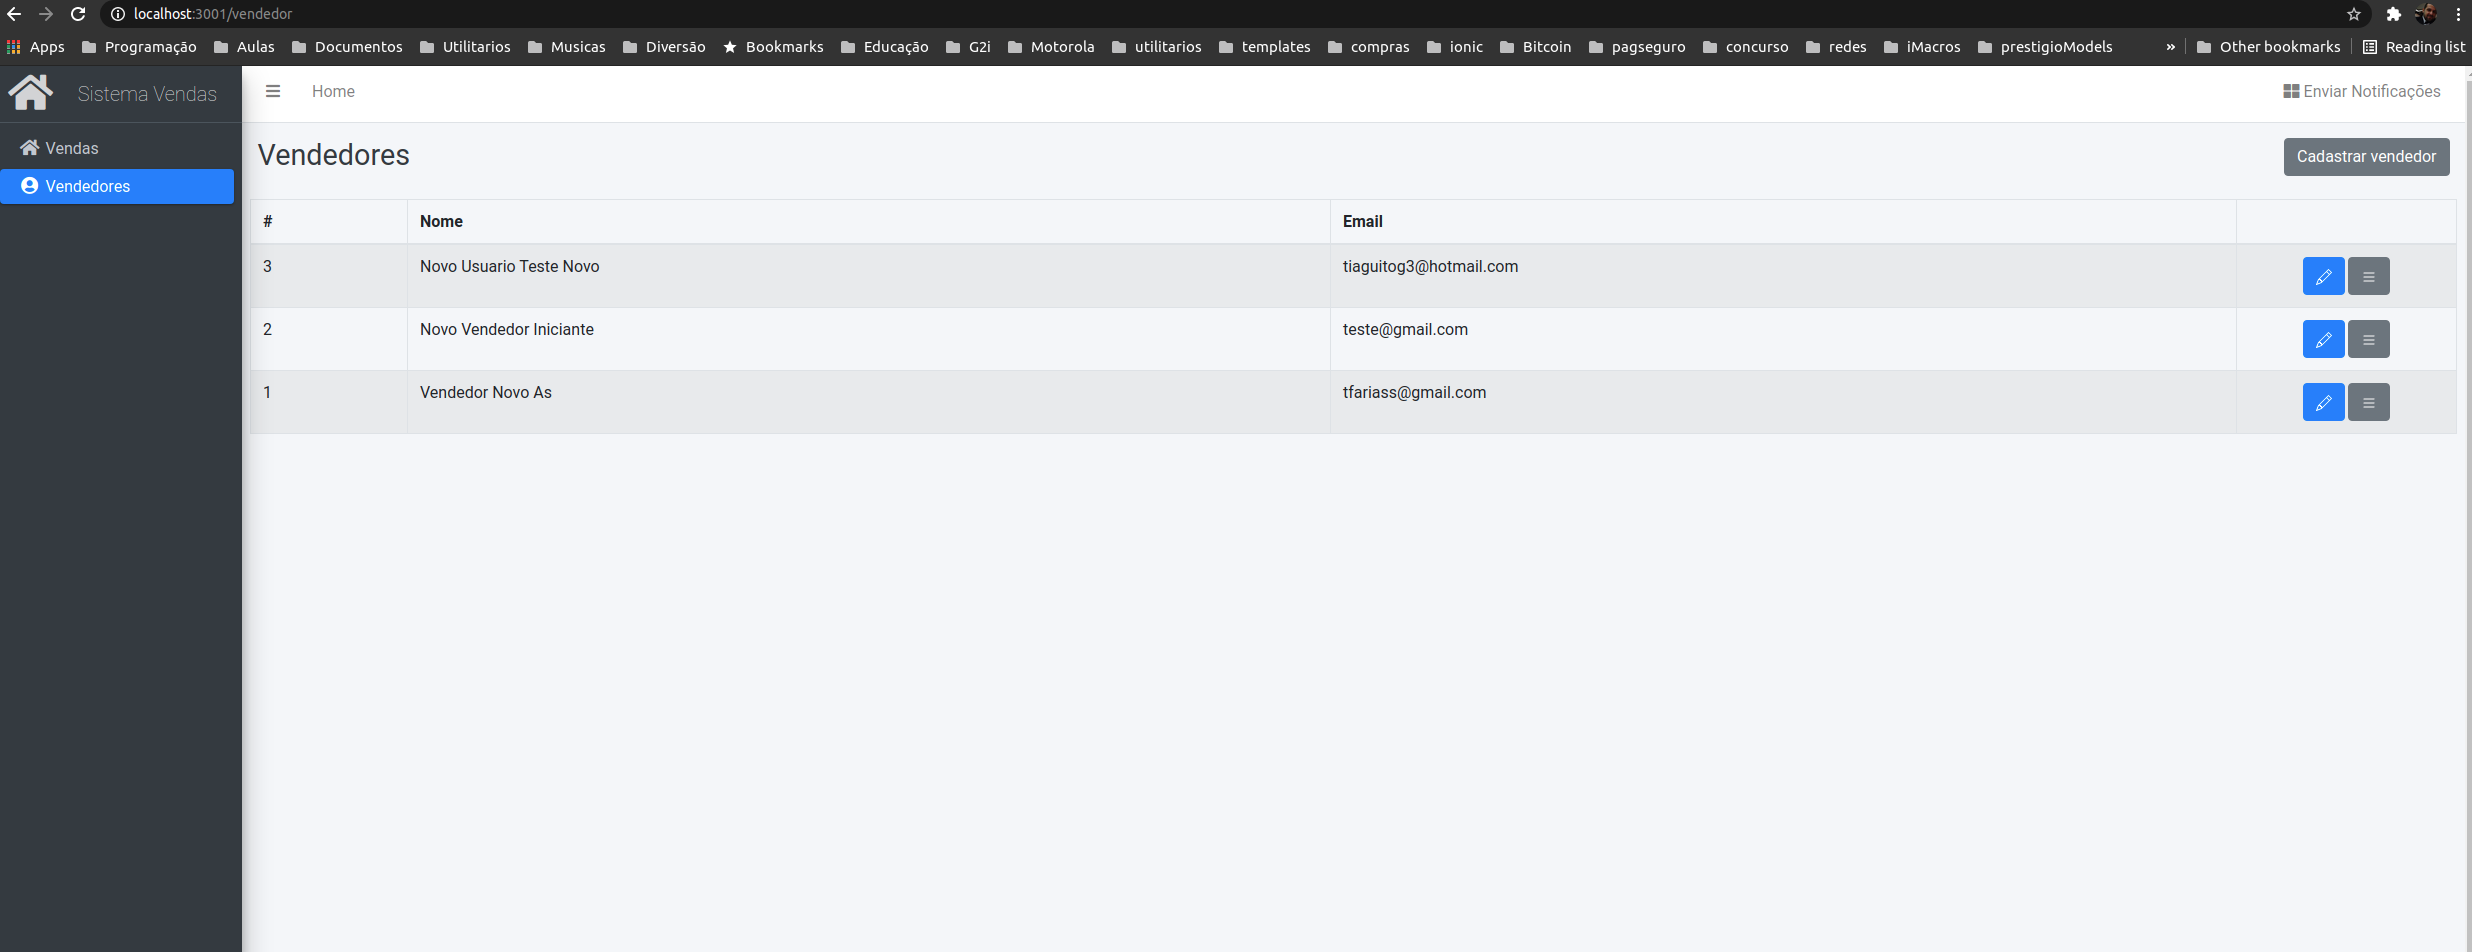 localhost:3001/vendedor
Apps Programação Aulas Documentos Utilitarios Musicas Diversão Bookmarks Educação G2i Motorola utilitarios templates compras ionic Bitcoin pagseguro concurso redes iMacros prestigioModels » Other bookmarks Reading list
Sistema Vendas
Home
Enviar Notificações
Vendas
Vendedores
Vendedores
Cadastrar vendedor
# Nome Email
3 Novo Usuario Teste Novo tiaguitog3@hotmail.com
2 Novo Vendedor Iniciante teste@gmail.com
1 Vendedor Novo As tfariass@gmail.com